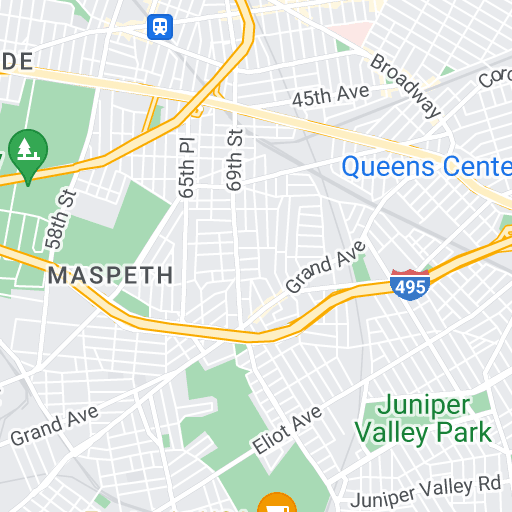 DE
45th Ave
Broadway
Coro
69th St
65th Pl
Queens Cente
58th St
MASPETH
Grand Ave
495
Juniper
Valley Park
Grand Ave
Eliot Ave
Juniper Valley Rd